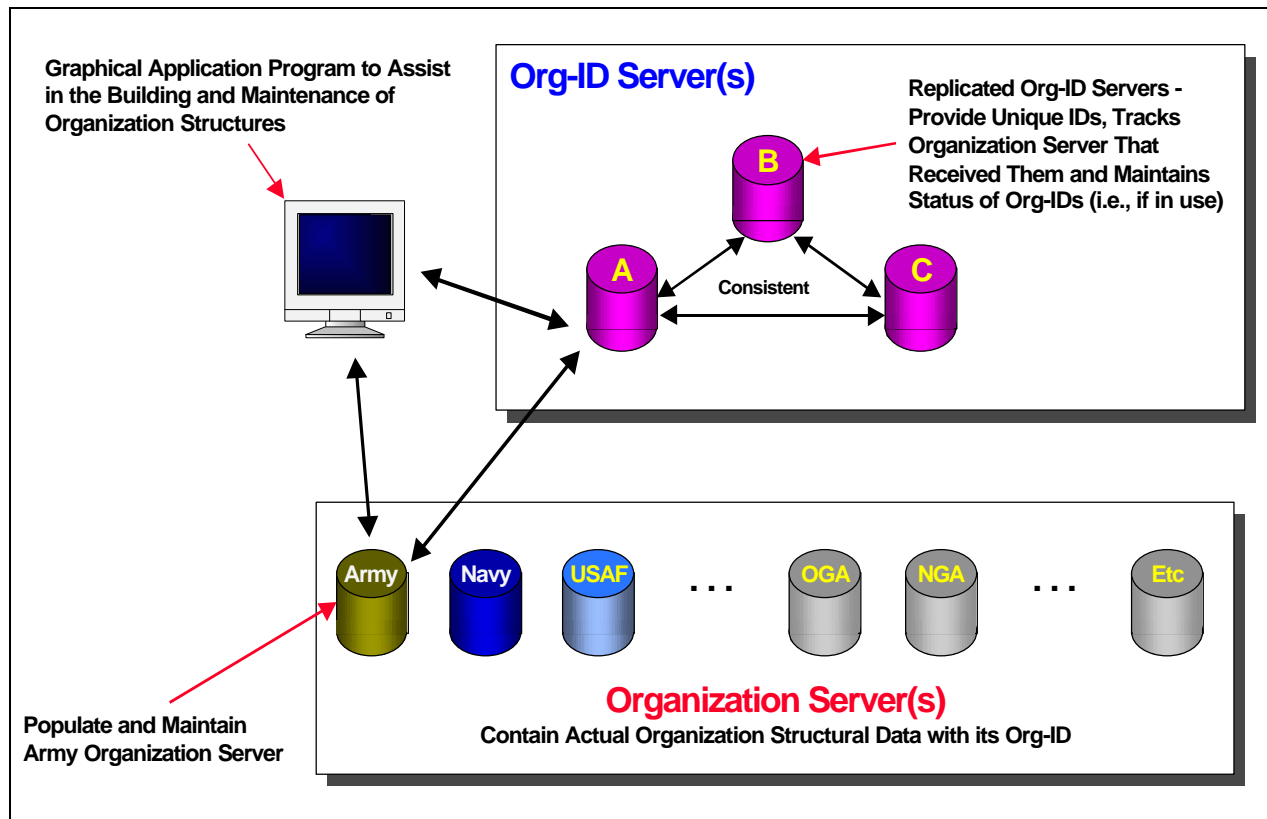 Graphical Application Program to Assist
in the Building and Maintenance of
Organization Structures
Org-ID Server(s)
Replicated Org-ID Servers -
Provide Unique IDs, Tracks
Organization Server That
Received Them and Maintains
Status of Org-IDs (i.e., if in use)
B
A
C
Consistent
Army
Navy
USAF
. . .
OGA
NGA
. . .
Etc
Organization Server(s)
Contain Actual Organization Structural Data with its Org-ID
Populate and Maintain
Army Organization Server